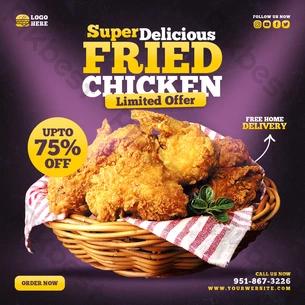 LOGO
HERE
FOLLOW US NOW
Super Delicious
FRIED
CHICKEN
Limited Offer
UPTO
75%
OFF
FREE HOME
DELIVERY
ORDER NOW
CALL US NOW
951-867-3226
WWW.YOURWERSITE.COM